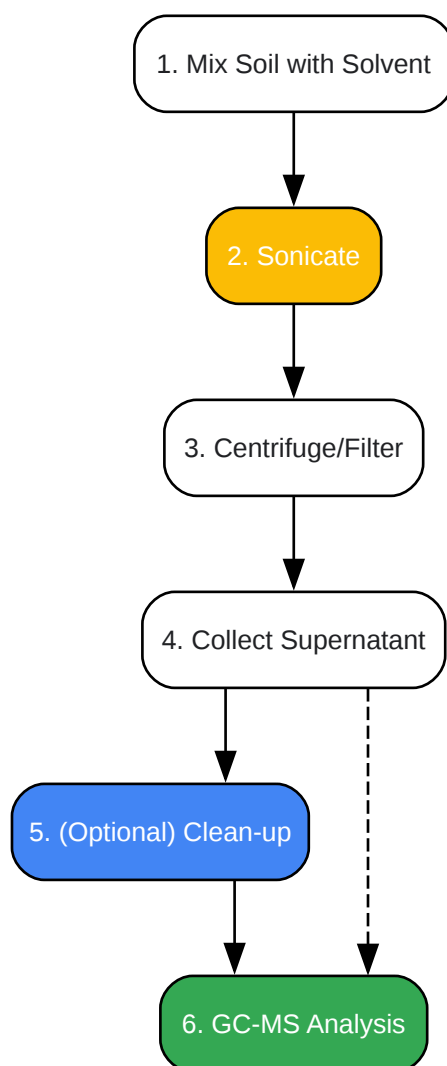 1. Mix Soil with Solvent
2. Sonicate
3. Centrifuge/Filter
4. Collect Supernatant
5. (Optional) Clean-up
6. GC-MS Analysis